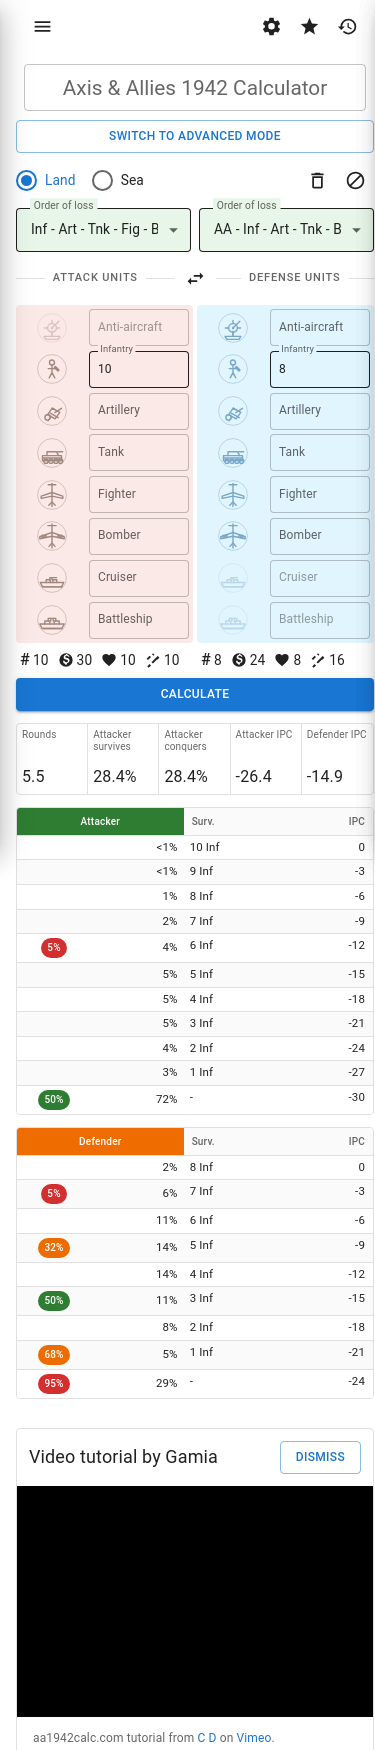 Axis & Allies 1942 Calculator
SWITCH TO ADVANCED MODE
Land Sea
Order of loss Order of loss
Inf - Art - Tnk - Fig - B AA - Inf - Art - Tnk - B
ATTACK UNITS DEFENSE UNITS
Anti-aircraft Anti-aircraft
Infantry Infantry
10 8
Artillery Artillery
Tank Tank
Fighter Fighter
Bomber Bomber
Cruiser Cruiser
Battleship Battleship
# 10 30 10 10 # 8 24 8 16
CALCULATE
Rounds Attacker survives Attacker conquers Attacker IPC Defender IPC
5.5 28.4% 28.4% -26.4 -14.9
Attacker Surv. IPC
<1% 10 Inf 0
<1% 9 Inf -3
1% 8 Inf -6
2% 7 Inf -9
5% 4% 6 Inf -12
5% 5 Inf -15
5% 4 Inf -18
5% 3 Inf -21
4% 2 Inf -24
3% 1 Inf -27
50% 72% - -30
Defender Surv. IPC
2% 8 Inf 0
5% 6% 7 Inf -3
11% 6 Inf -6
32% 14% 5 Inf -9
14% 4 Inf -12
50% 11% 3 Inf -15
8% 2 Inf -18
68% 5% 1 Inf -21
95% 29% - -24
Video tutorial by Gamia DISMISS
aa1942calc.com tutorial from C D on Vimeo.